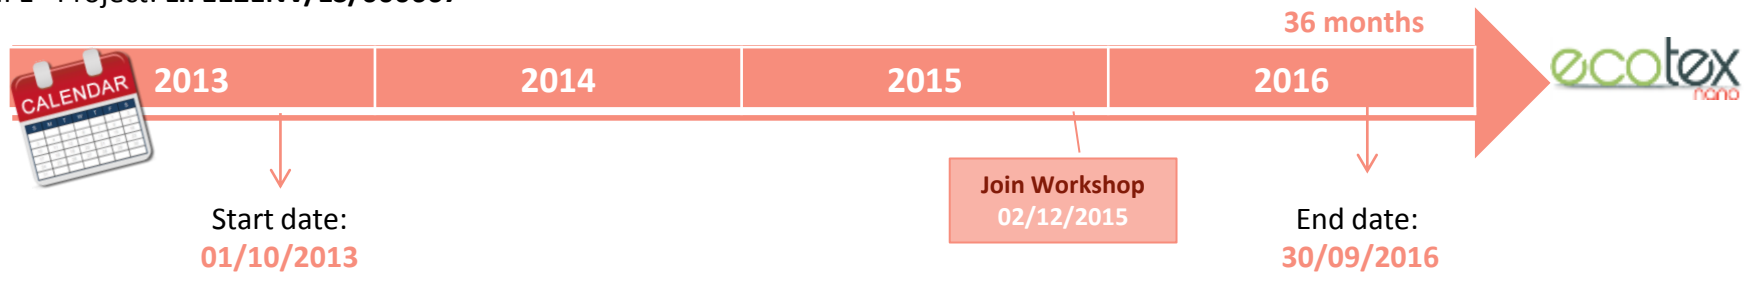 Project:
36 months
CALENDAR
2013
2014
2015
2016
ecotex
nano
Join Workshop
02/12/2015
Start date:
01/10/2013
End date:
30/09/2016